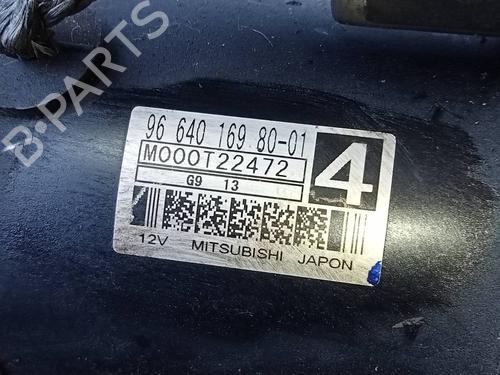 B-PARTS
96 640 169 80-01
M000T22472
4
G9 13
12V MITSUBISHI JAPON